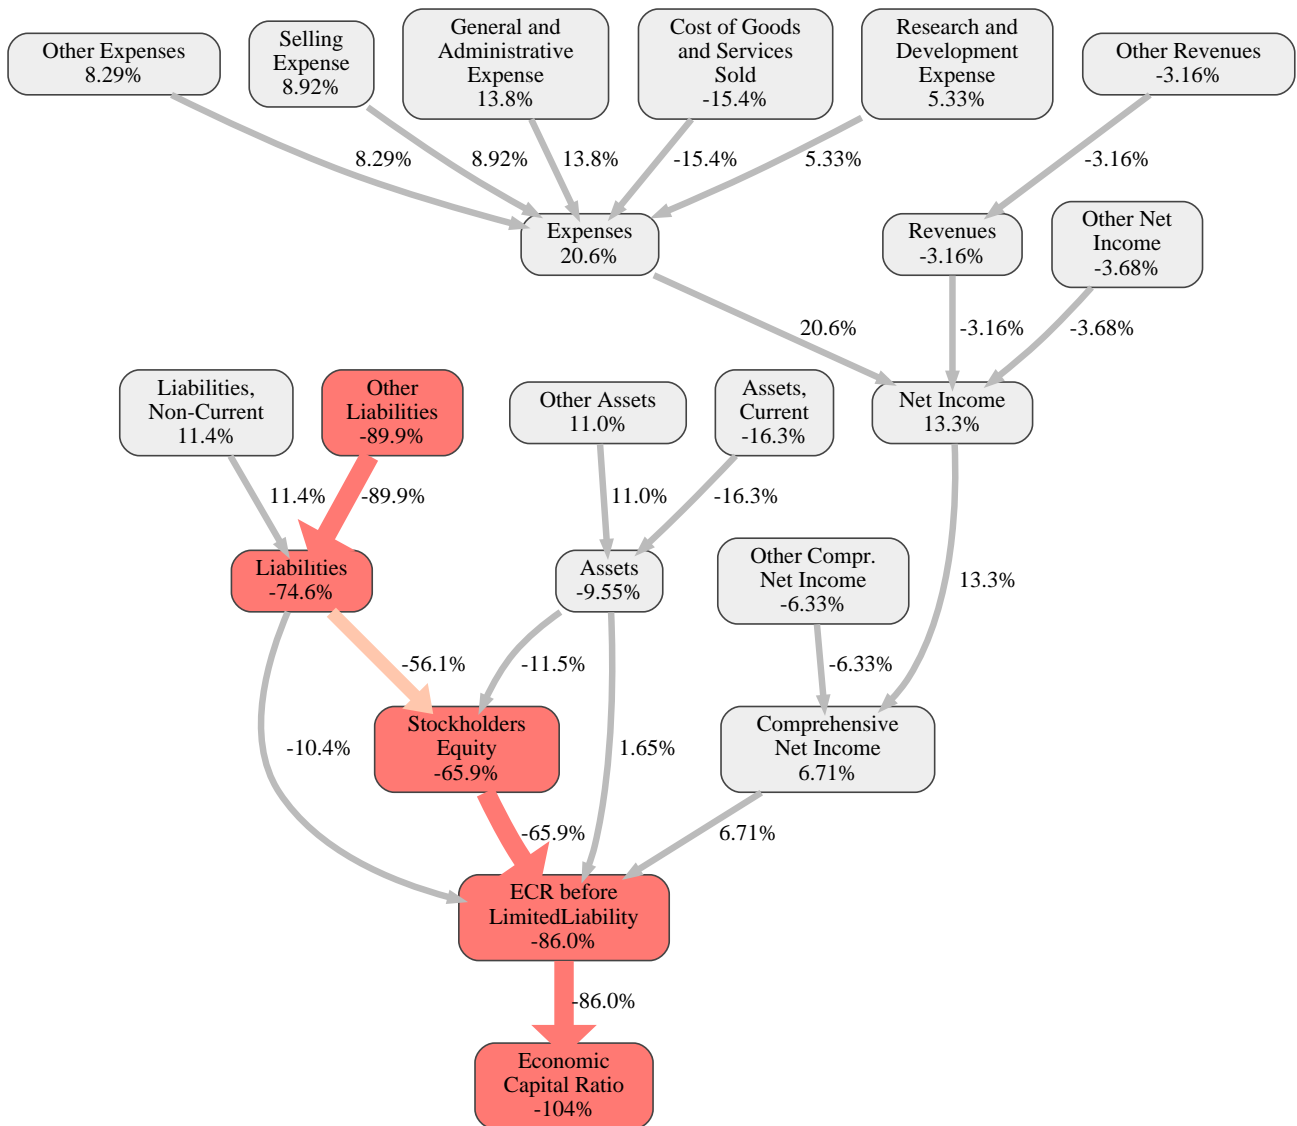 Other Expenses
8.29%
Selling
Expense
8.92%
General and
Administrative
Expense
13.8%
Cost of Goods
and Services
Sold
-15.4%
Research and
Development
Expense
5.33%
Other Revenues
-3.16%
8.29%
8.92%
13.8%
-15.4%
5.33%
-3.16%
Expenses
20.6%
Revenues
-3.16%
Other Net
Income
-3.68%
20.6%
-3.16%
-3.68%
Liabilities,
Non-Current
11.4%
Other
Liabilities
-89.9%
Other Assets
11.0%
Assets,
Current
-16.3%
Net Income
13.3%
11.4%
-89.9%
11.0%
-16.3%
13.3%
Liabilities
-74.6%
Assets
-9.55%
Other Compr.
Net Income
-6.33%
-56.1%
-11.5%
-6.33%
-10.4%
1.65%
Stockholders
Equity
-65.9%
Comprehensive
Net Income
6.71%
-65.9%
6.71%
ECR before
LimitedLiability
-86.0%
-86.0%
Economic
Capital Ratio
-104%